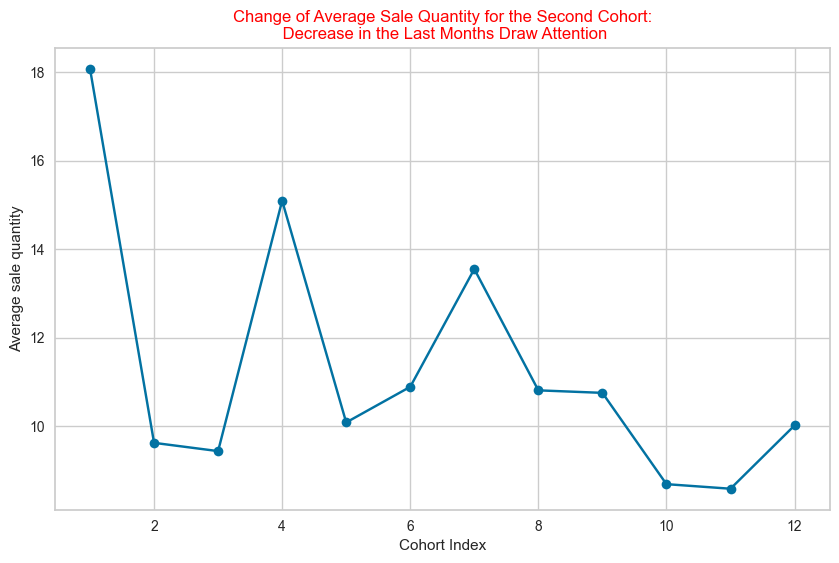 Change of Average Sale Quantity for the Second Cohort:
Decrease in the Last Months Draw Attention
Average sale quantity
18
16
14
12
10
2 4 6 8 10 12
Cohort Index